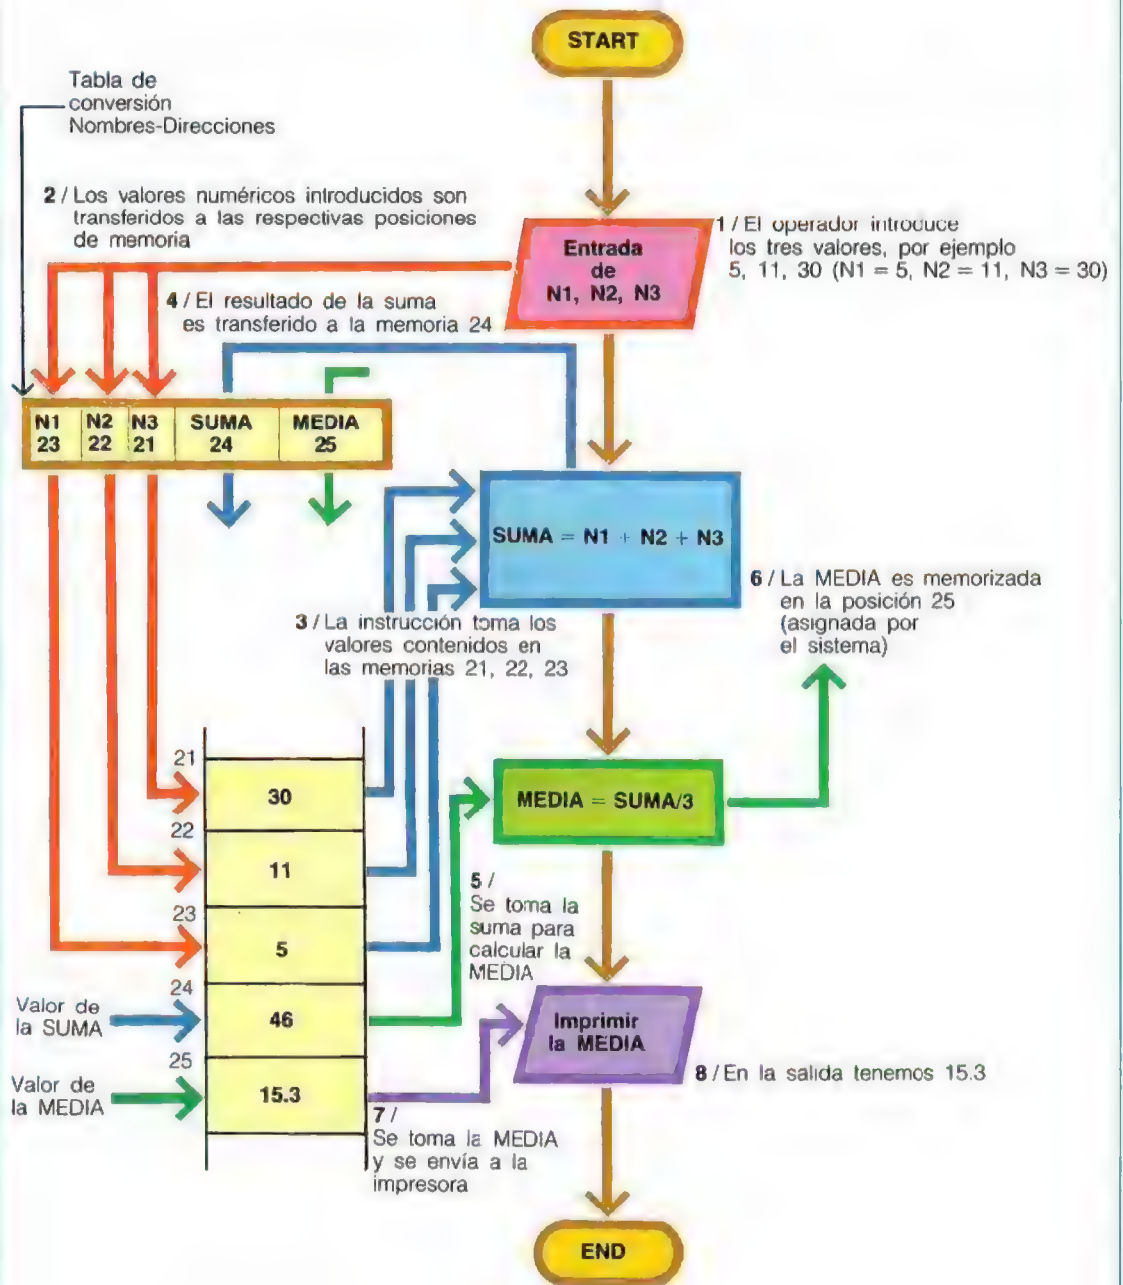 START
Tabla de
conversión
Nombres-Direcciones
2 / Los valores numéricos introducidos son
transferidos a las respectivas posiciones
de memoria
1 / El operador introduce
los tres valores, por ejemplo
5, 11, 30 (N1 = 5, N2 = 11, N3 = 30)
Entrada
de
N1, N2, N3
4 / El resultado de la suma
es transferido a la memoria 24
N1 N2 N3 SUMA MEDIA
23 22 21 24 25
SUMA = N1 + N2 + N3
6 / La MEDIA es memorizada
en la posición 25
(asignada por
el sistema)
3 / La instrucción toma los
valores contenidos en
las memorias 21, 22, 23
21
30
MEDIA = SUMA/3
22
11
5 /
Se toma la
suma para
calcular la
MEDIA
23
5
24
Valor de
la SUMA
46
Imprimir
la MEDIA
25
Valor de
la MEDIA
15.3
8 / En la salida tenemos 15.3
7 /
Se toma la MEDIA
y se envía a la
impresora
END